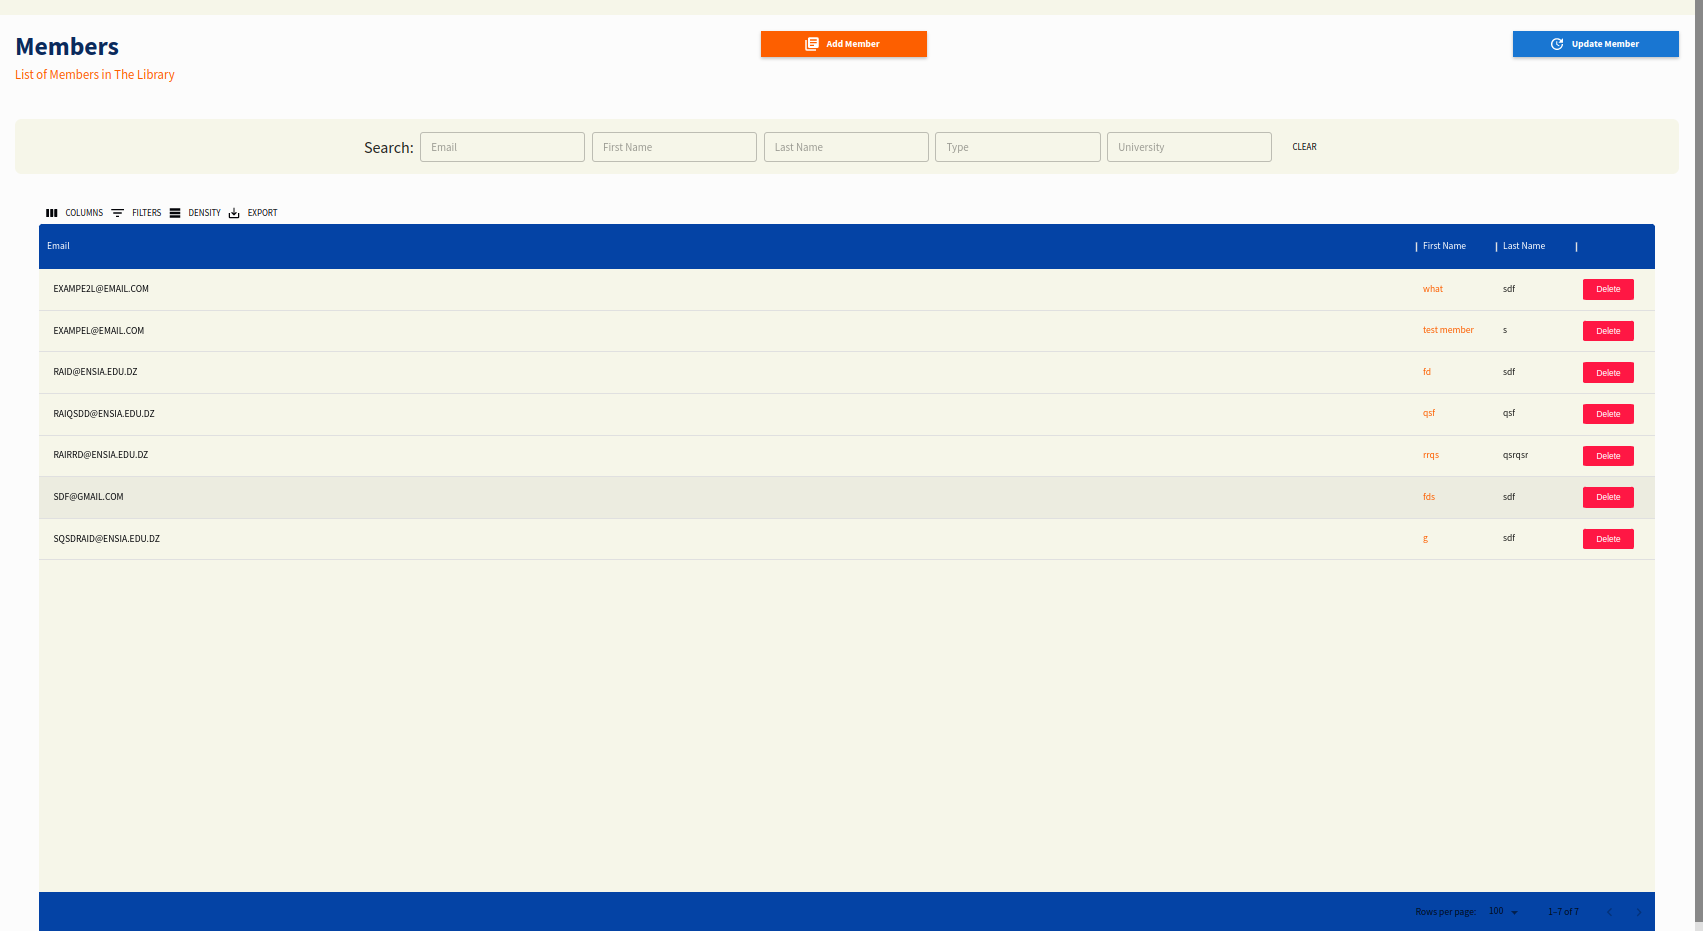 Members
Add Member
Update Member
List of Members in The Library
Search: Email First Name Last Name Type University CLEAR
COLUMNS FILTERS DENSITY EXPORT
Email First Name Last Name
EXAMPE2L@EMAIL.COM what sdf Delete
EXAMPEL@EMAIL.COM test member s Delete
RAID@ENSIA.EDU.DZ fd sdf Delete
RAIQSDD@ENSIA.EDU.DZ qsf qsf Delete
RAIRRD@ENSIA.EDU.DZ rrqs qsrqsr Delete
SDF@GMAIL.COM fds sdf Delete
SQSDRAID@ENSIA.EDU.DZ g sdf Delete
Rows per page: 100 1–7 of 7